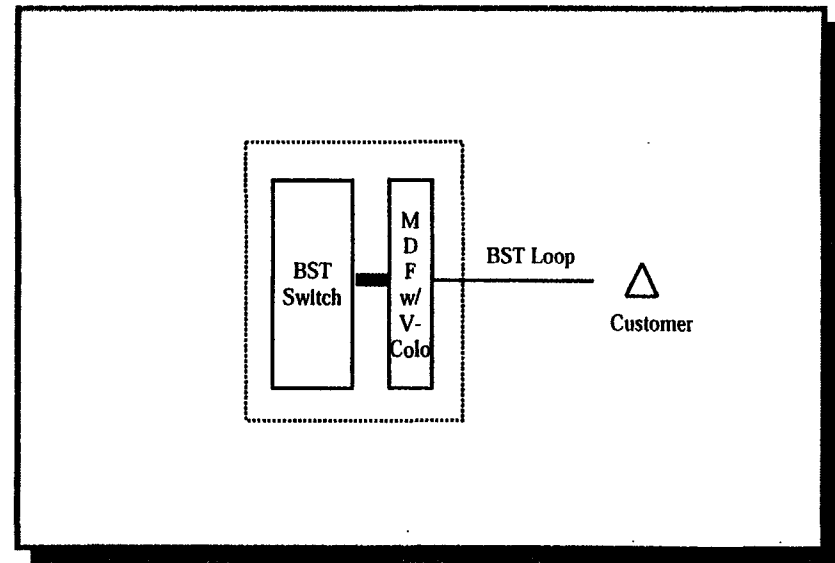 BST
Switch
M
D
F
w/
V-
Colo
BST Loop
Customer